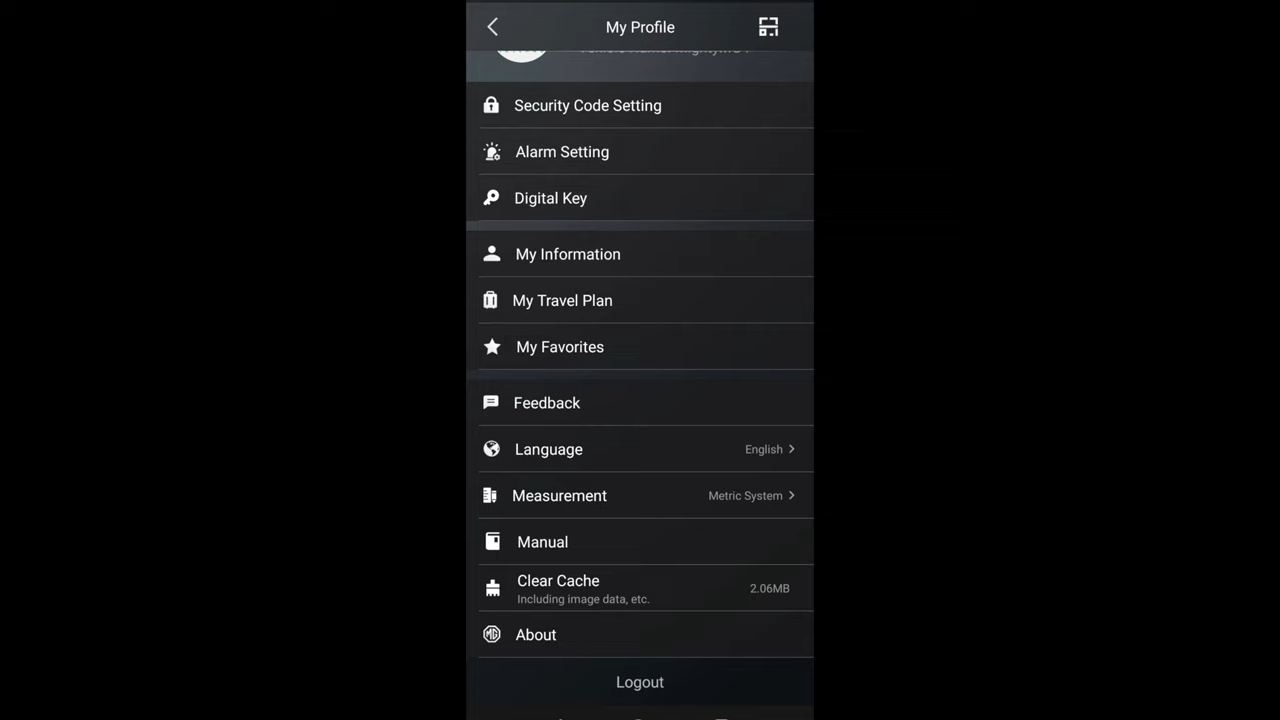 My Profile
Security Code Setting
Alarm Setting
Digital Key
My Information
My Travel Plan
My Favorites
Feedback
Language English
Measurement Metric System
Manual
Clear Cache 2.06MB
Including image data, etc.
MG About
Logout